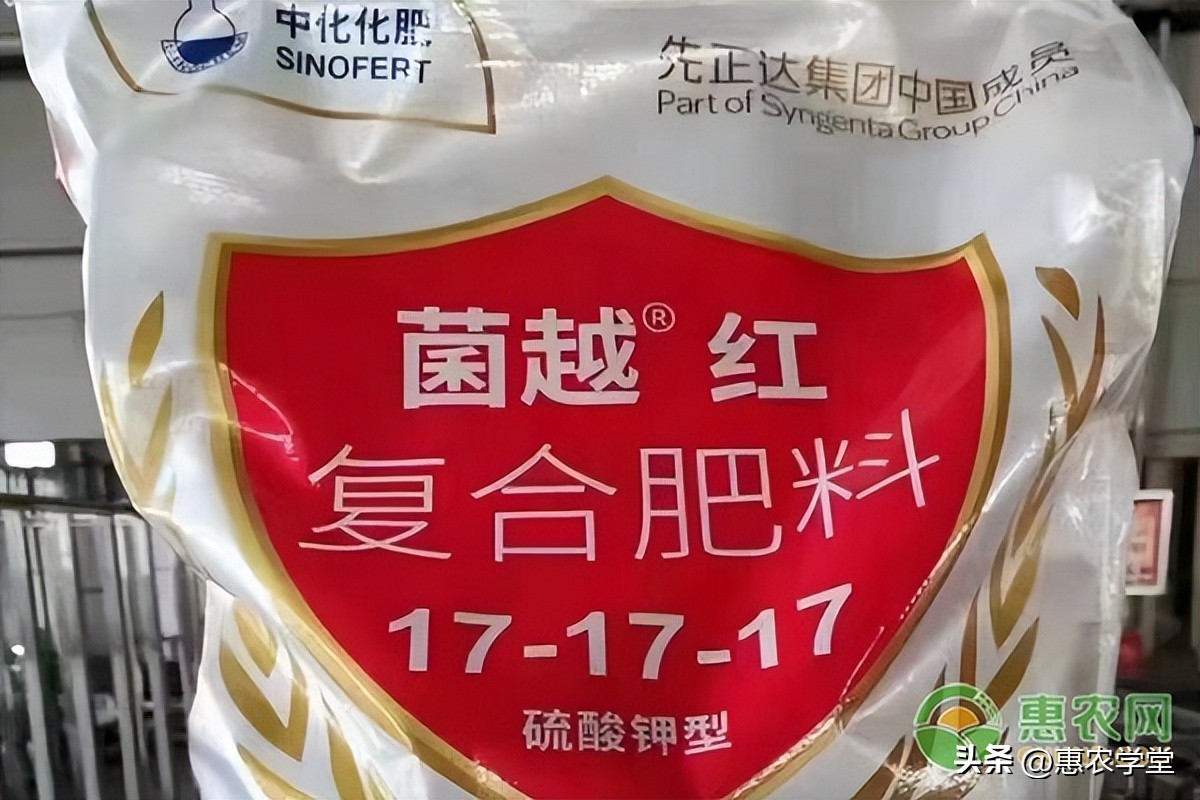 中化化肥
SINOFERT
先正达集团中国成员
Part of Syngenta Group China
菌越® 红
复合肥料
17-17-17
硫酸钾型
惠农网
头条 @惠农学堂